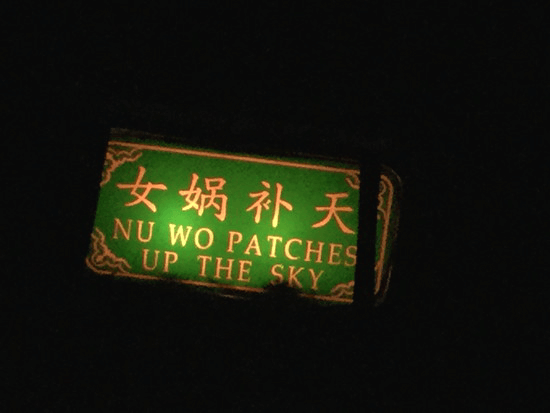 女娲补天
NU WO PATCHES
UP THE SKY